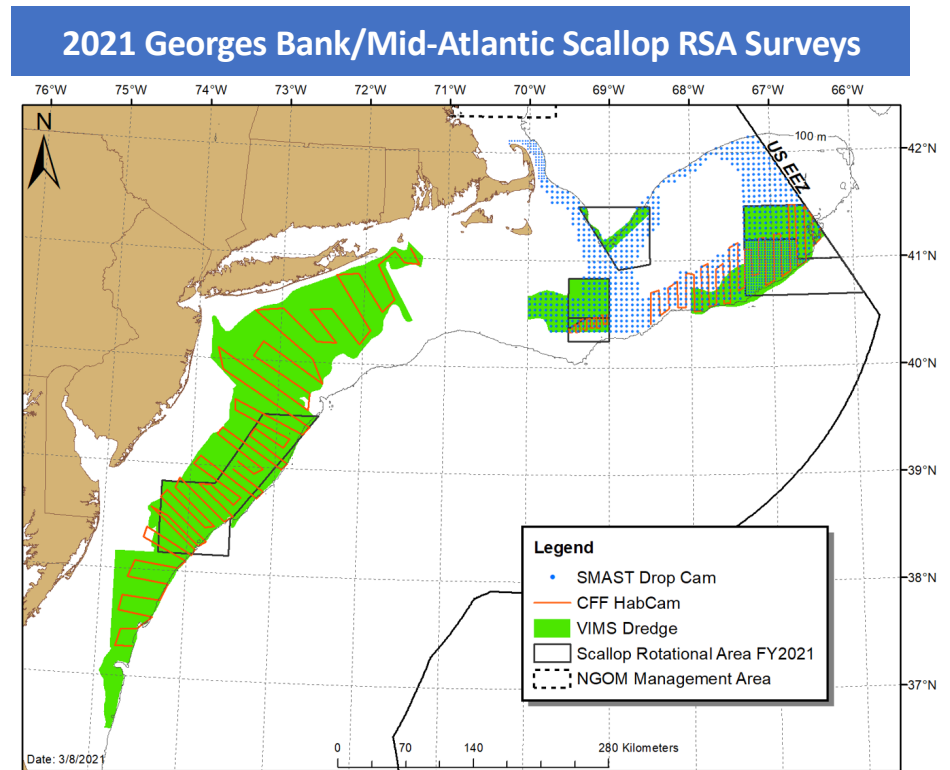 2021 Georges Bank/Mid-Atlantic Scallop RSA Surveys
76°W 75°W 74°W 73°W 72°W 71°W 70°W 69°W 68°W 67°W 66°W
N
100 m
US EEZ
42°N
41°N
40°N
39°N
38°N
37°N
Legend
SMAST Drop Cam
CFF HabCam
VIMS Dredge
Scallop Rotational Area FY2021
NGOM Management Area
0 70 140 280 Kilometers
Date: 3/8/2021